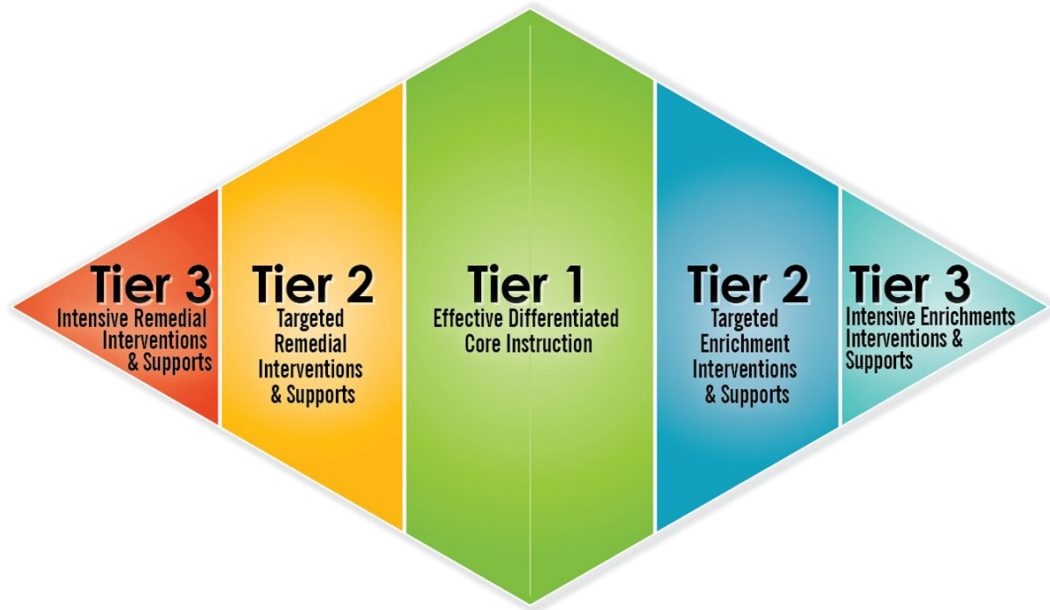 Tier 3
Intensive Remedial
Interventions
& Supports
Tier 2
Targeted
Remedial
Interventions
& Supports
Tier 1
Effective Differentiated
Core Instruction
Tier 2
Targeted
Enrichment
Interventions
& Supports
Tier 3
Intensive Enrichments
Interventions &
Supports